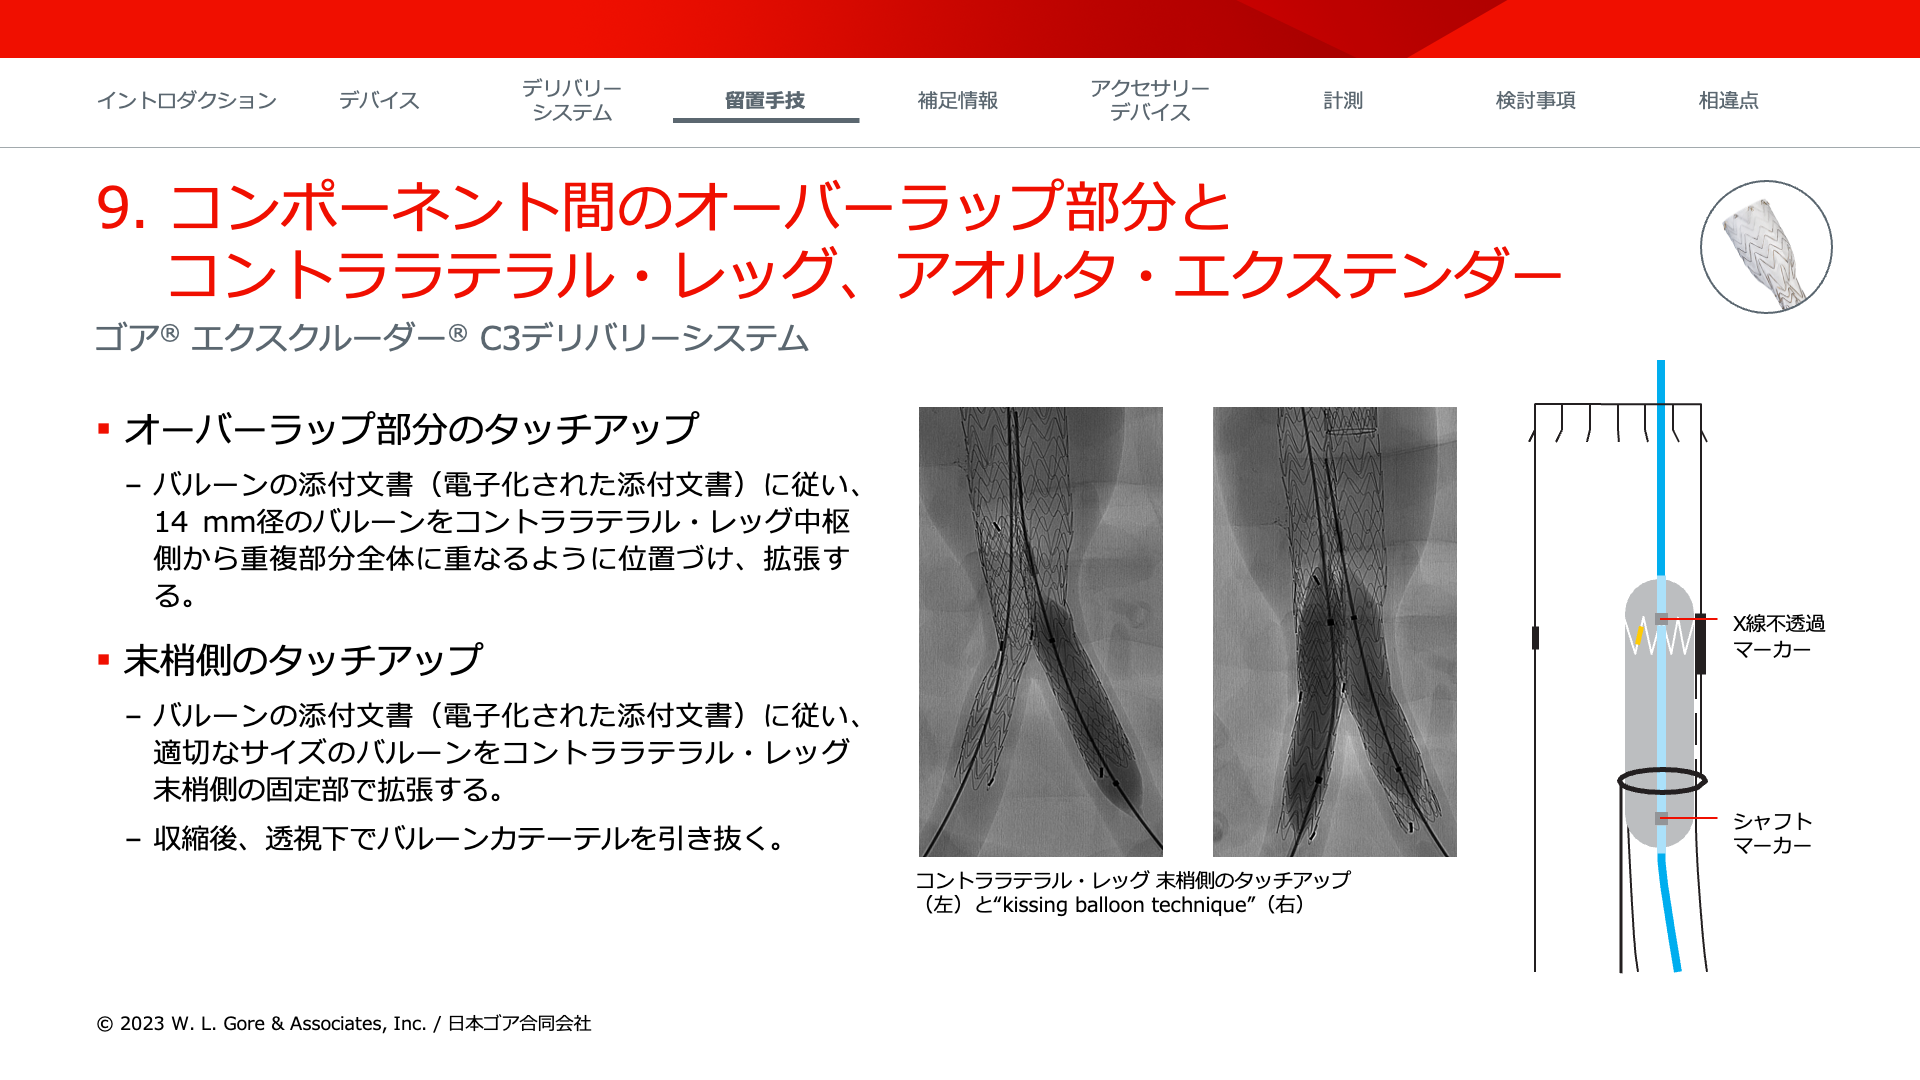 イントロダクション
デバイス
デリバリー
システム
留置手技
補足情報
アクセサリー
デバイス
計測
検討事項
相違点
9. コンポーネント間のオーバーラップ部分と
コントララテラル・レッグ、アオルタ・エクステンダー
ゴア® エクスクルーダー® C3デリバリーシステム
▪ オーバーラップ部分のタッチアップ
– バルーンの添付文書（電子化された添付文書）に従い、
14 mm径のバルーンをコントララテラル・レッグ中枢
側から重複部分全体に重なるように位置づけ、拡張す
る。
▪ 末梢側のタッチアップ
– バルーンの添付文書（電子化された添付文書）に従い、
適切なサイズのバルーンをコントララテラル・レッグ
末梢側の固定部で拡張する。
– 収縮後、透視下でバルーンカテーテルを引き抜く。
コントララテラル・レッグ 末梢側のタッチアップ
（左）と“kissing balloon technique”（右）
X線不透過
マーカー
シャフト
マーカー
© 2023 W. L. Gore & Associates, Inc. / 日本ゴア合同会社